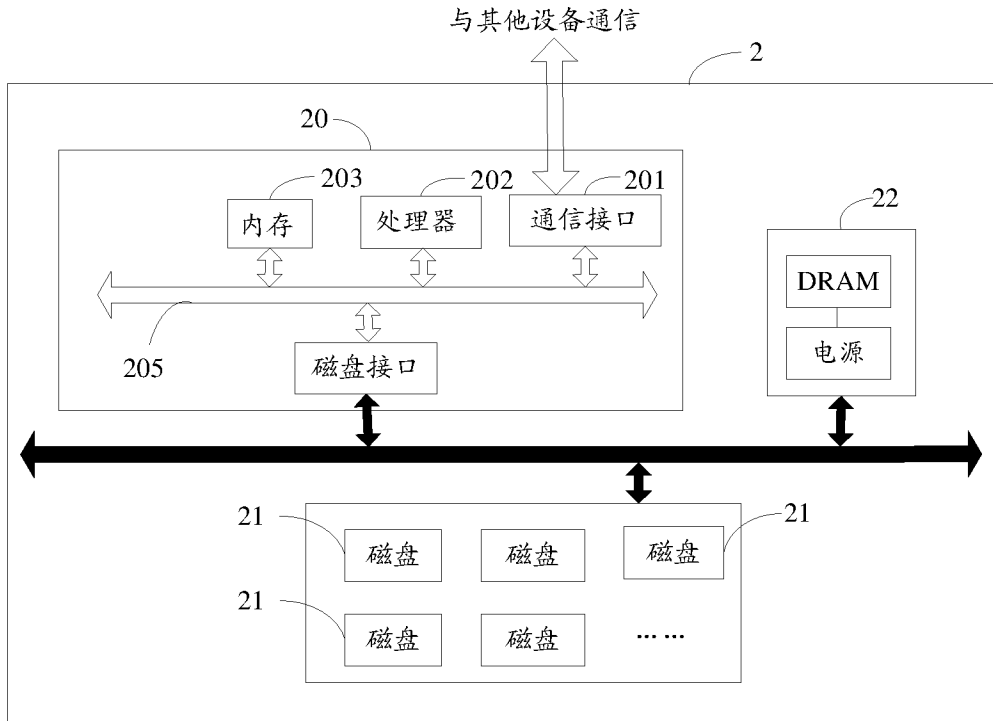 与其他设备通信
2
20
203
202
201
内存
处理器
通信接口
22
DRAM
电源
205
磁盘接口
21
21
磁盘
磁盘
磁盘
21
磁盘
磁盘
... ...